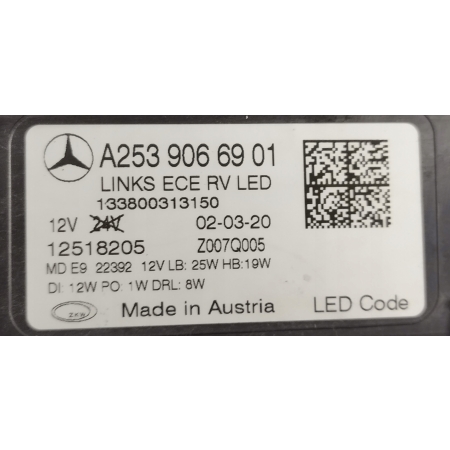 A253 906 69 01
LINKS ECE RV LED
133800313150
12V 24V 02-03-20
12518205 Z007Q005
MD E9 22392 12V LB: 25W HB:19W
DI: 12W PO: 1W DRL: 8W
ZKW Made in Austria LED Code